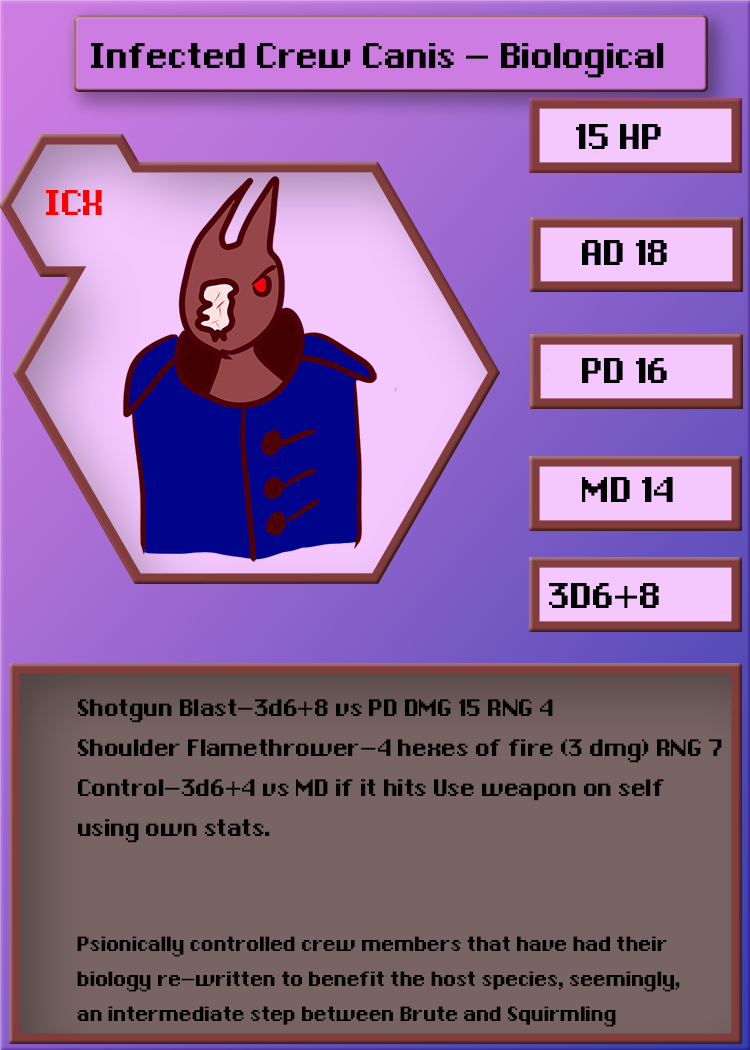 Infected Crew Canis - Biological
15 HP
ICX
AD 18
PD 16
MD 14
3D6+8
Shotgun Blast-3d6+8 vs PD DMG 15 RNG 4
Shoulder Flamethrower-4 hexes of fire (3 dmg) RNG 7
Control-3d6+4 vs MD if it hits Use weapon on self
using own stats.
Psionically controlled crew members that have had their
biology re-written to benefit the host species, seemingly,
an intermediate step between Brute and Squirmling